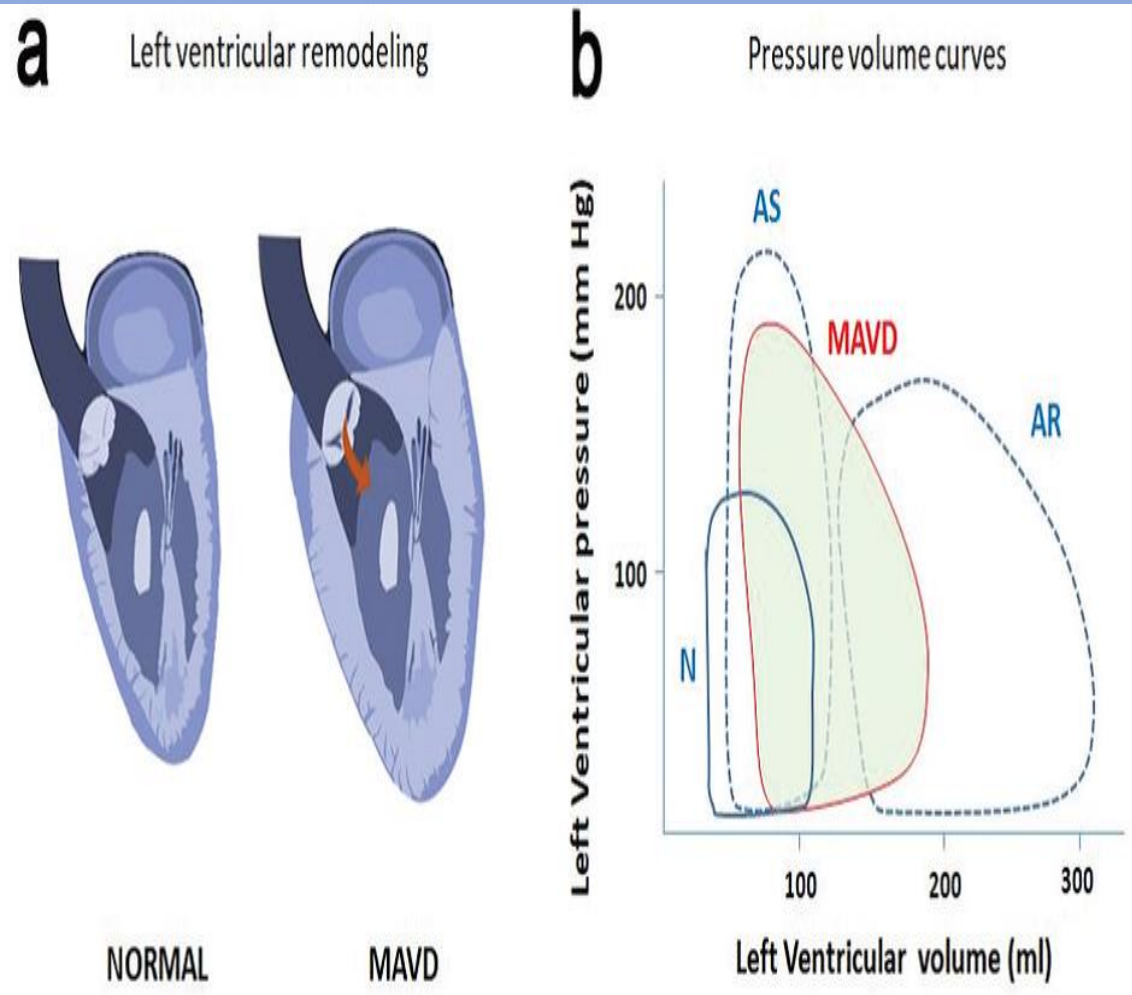 a
Left ventricular remodeling
NORMAL
MAVD
b
Pressure volume curves
Left Ventricular pressure (mm Hg)
200
100
AS
MAVD
AR
N
100
200
300
Left Ventricular volume (ml)